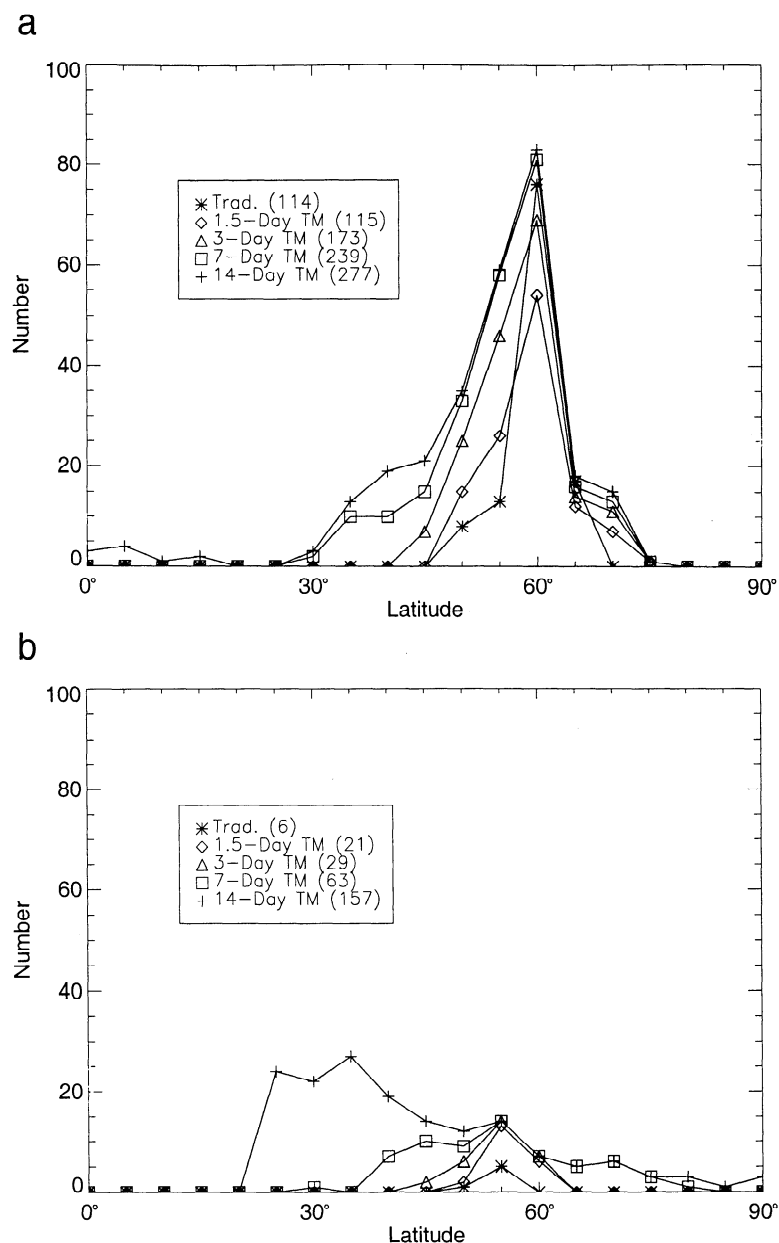 a
100
80
60
40
20
0
Number
Trad. (114)
1.5-Day TM (115)
3-Day TM (173)
7-Day TM (239)
14-Day TM (277)
0° 30° 60° 90°
Latitude
b
100
80
60
40
20
0
Number
Trad. (6)
1.5-Day TM (21)
3-Day TM (29)
7-Day TM (63)
14-Day TM (157)
0° 30° 60° 90°
Latitude